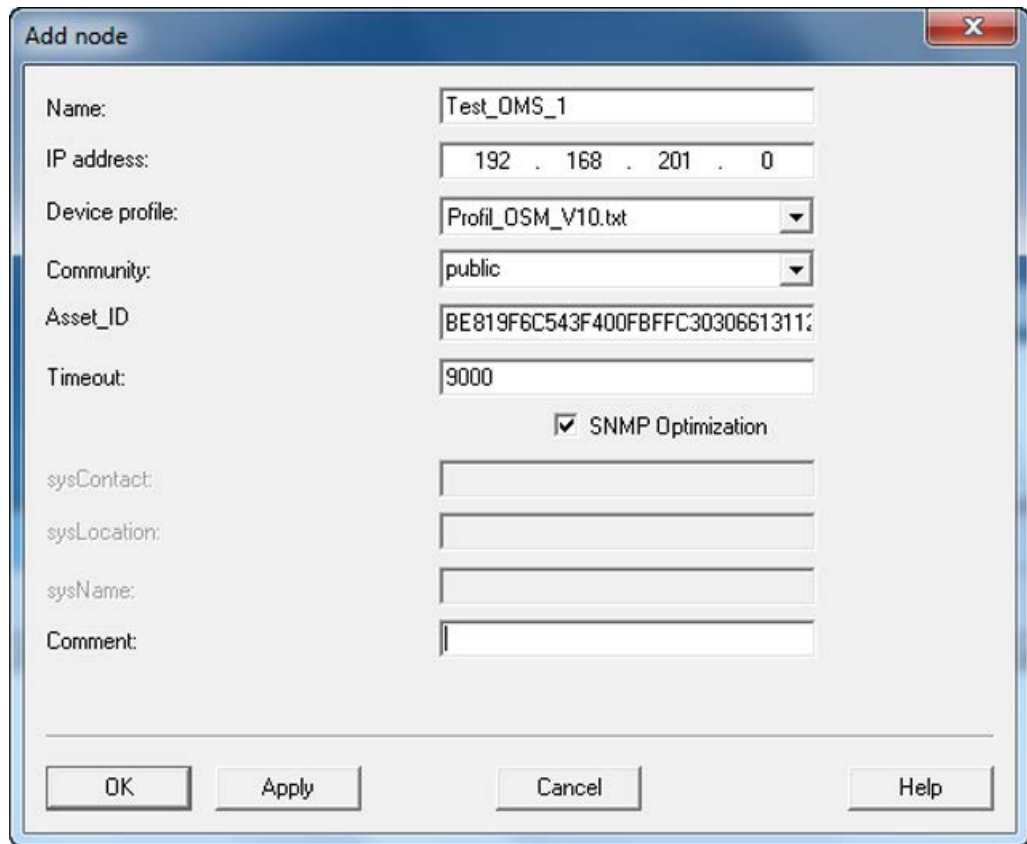 Add node
Name: Test_OMS_1
IP address: 192 . 168 . 201 . 0
Device profile: Profil_OSM_V10.txt
Community: public
Asset_ID BE819F6C543F400FBFFC30306613112
Timeout: 9000
SNMP Optimization
sysContact:
sysLocation:
sysName:
Comment:
OK Apply Cancel Help